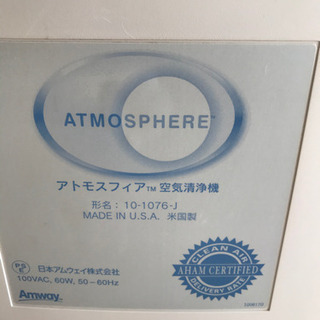 ATMOSPHERE™
アトモスフィア™ 空気清浄機
形名：10-1076-J
MADE IN U.S.A. 米国製
PSE 日本アムウェイ株式会社
100VAC, 60W, 50－60Hz
Amway
CLEAN AIR
AHAM CERTIFIED
DELIVERY RATE